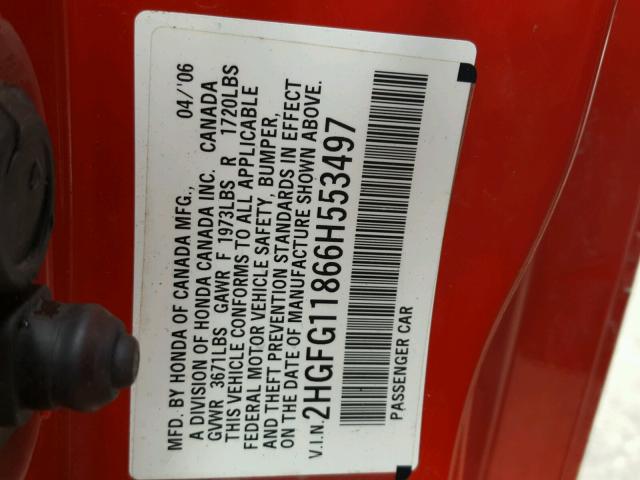 MFD. BY HONDA OF CANADA MFG., 04/'06
A DIVISION OF HONDA CANADA INC. CANADA
GVWR 3671LBS GAWR F 1973LBS R 1720LBS
THIS VEHICLE CONFORMS TO ALL APPLICABLE
FEDERAL MOTOR VEHICLE SAFETY, BUMPER,
AND THEFT PREVENTION STANDARDS IN EFFECT
ON THE DATE OF MANUFACTURE SHOWN ABOVE.
V.I.N. 2HGFG11866H553497
PASSENGER CAR